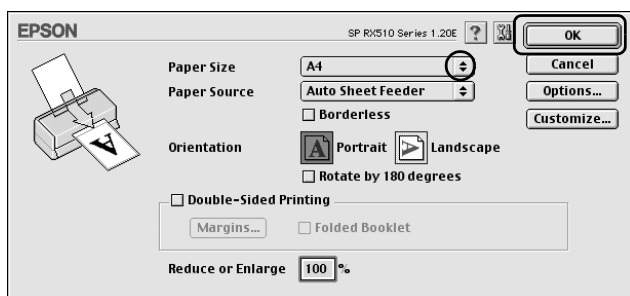 EPSON SP RX510 Series 1.20E ? OK
Paper Size A4 Cancel
Paper Source Auto Sheet Feeder Options...
Borderless Customize...
Orientation A Portrait A Landscape
Rotate by 180 degrees
Double-Sided Printing
Margins... Folded Booklet
Reduce or Enlarge 100 %
A